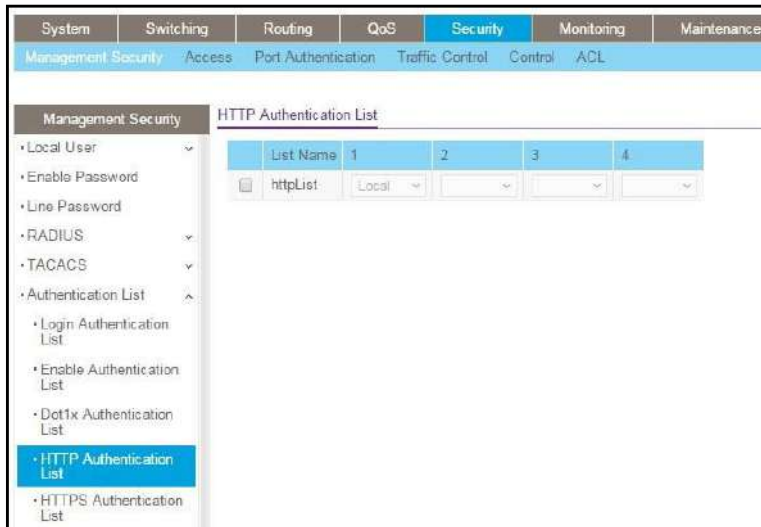 System Switching Routing QoS Security Monitoring Maintenance
Management Security Access Port Authentication Traffic Control Control ACL
Management Security
HTTP Authentication List
Local User
Enable Password
Line Password
RADIUS
TACACS
Authentication List
Login Authentication
List
Enable Authentication
List
Dot1x Authentication
List
HTTP Authentication
List
HTTPS Authentication
List
List Name 1 2 3 4
httpList Local